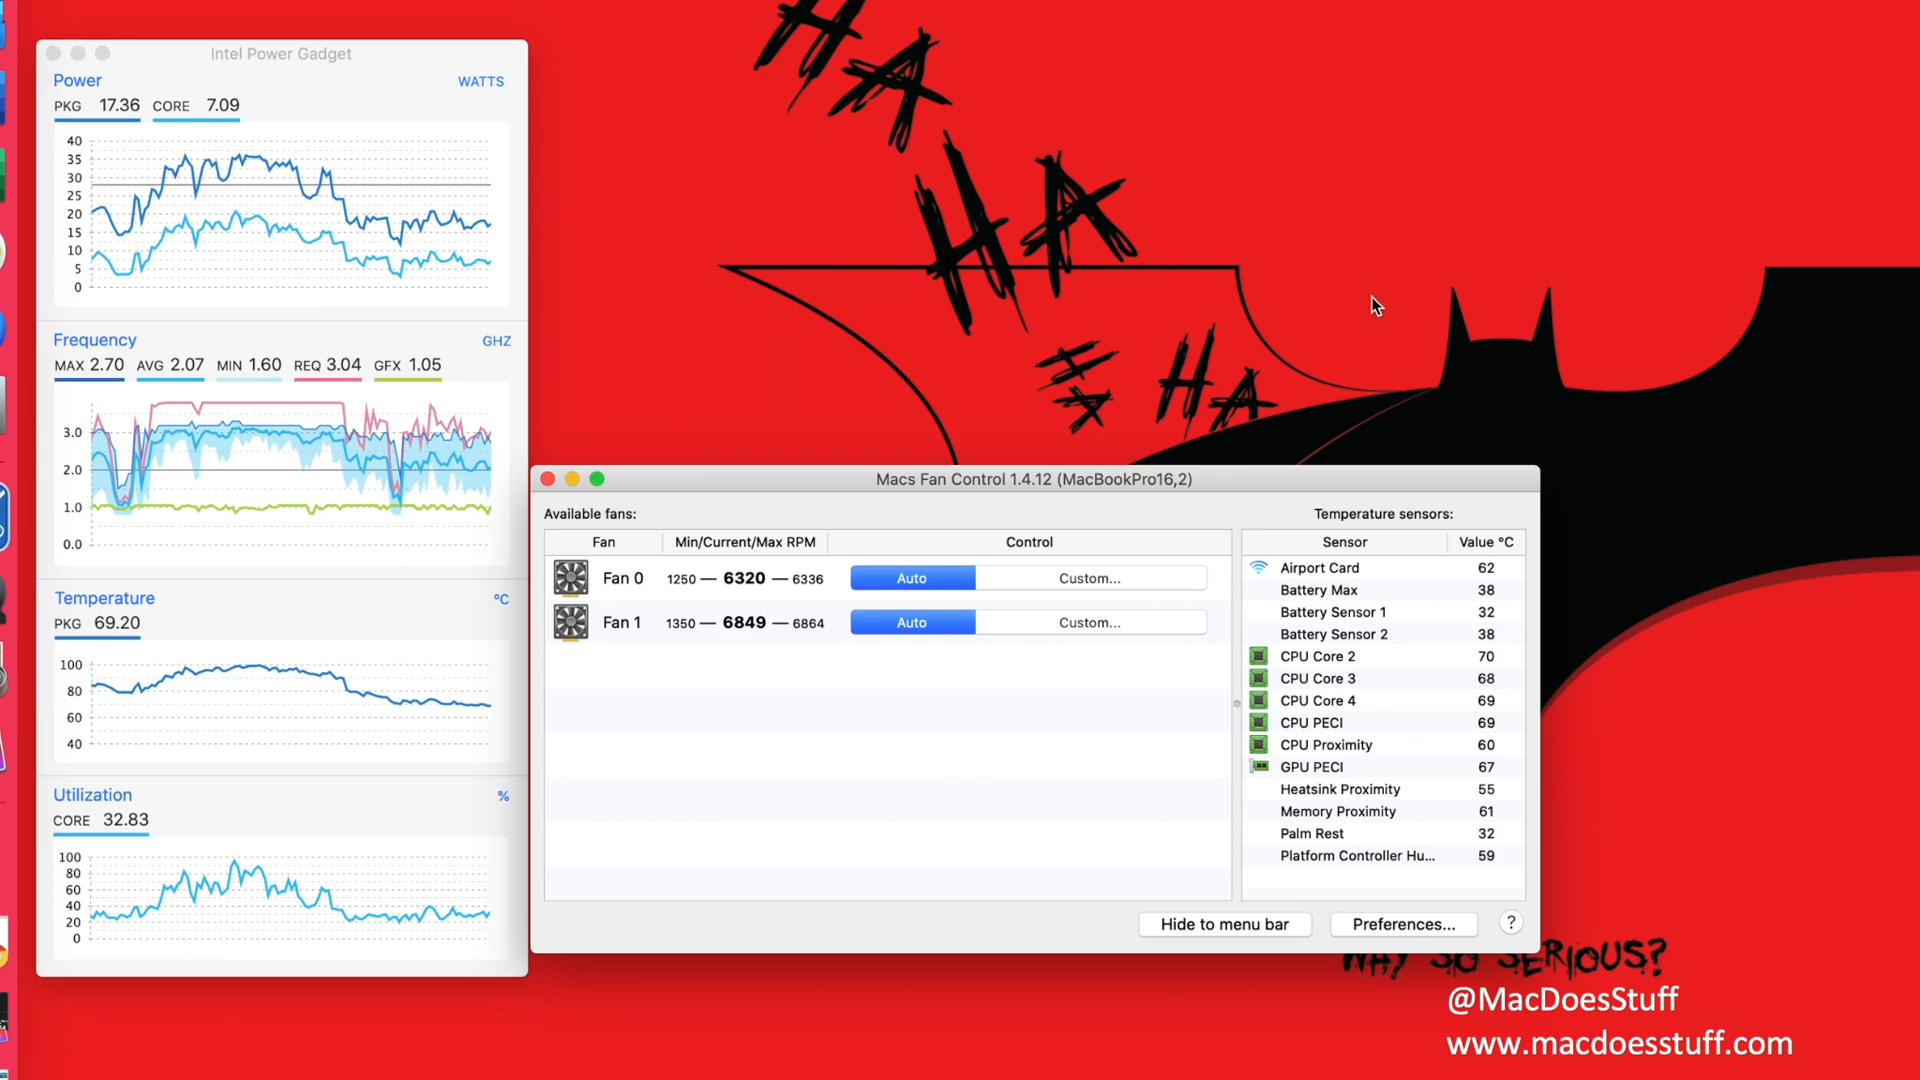 HA
HA
HA
HA
Intel Power Gadget
Power WATTS
PKG 17.36 CORE 7.09
40
35
30
25
20
15
10
5
0
Frequency GHZ
MAX 2.70 AVG 2.07 MIN 1.60 REQ 3.04 GFX 1.05
3.0
2.0
1.0
0.0
Temperature °C
PKG 69.20
100
80
60
40
Utilization %
CORE 32.83
100
80
60
40
20
0
Macs Fan Control 1.4.12 (MacBookPro16,2)
Available fans:
Fan Min/Current/Max RPM Control
Fan 0 1250 — 6320 — 6336 Auto Custom...
Fan 1 1350 — 6849 — 6864 Auto Custom...
Temperature sensors:
Sensor Value °C
Airport Card 62
Battery Max 38
Battery Sensor 1 32
Battery Sensor 2 38
CPU Core 2 70
CPU Core 3 68
CPU Core 4 69
CPU PECI 69
CPU Proximity 60
GPU PECI 67
Heatsink Proximity 55
Memory Proximity 61
Palm Rest 32
Platform Controller Hu... 59
Hide to menu bar Preferences... ?
WHY SO SERIOUS?
@MacDoesStuff
www.macdoesstuff.com